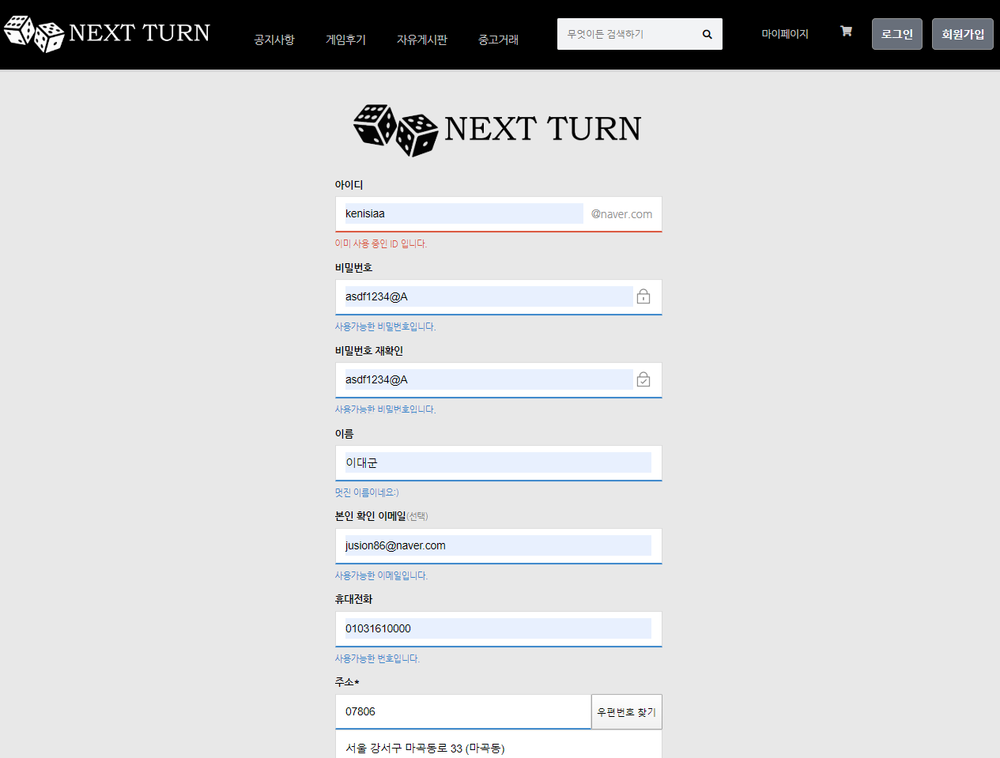 NEXT TURN
공지사항 게임후기 자유게시판 중고거래
무엇이든 검색하기
마이페이지
로그인
회원가입
NEXT TURN
아이디
kenisiaa @naver.com
이미 사용 중인 ID 입니다.
비밀번호
asdf1234@A
사용가능한 비밀번호입니다.
비밀번호 재확인
asdf1234@A
사용가능한 비밀번호입니다.
이름
이대군
멋진 이름이네요:)
본인 확인 이메일(선택)
jusion86@naver.com
사용가능한 이메일입니다.
휴대전화
01031610000
사용가능한 번호입니다.
주소*
07806 우편번호 찾기
서울 강서구 마곡동로 33 (마곡동)